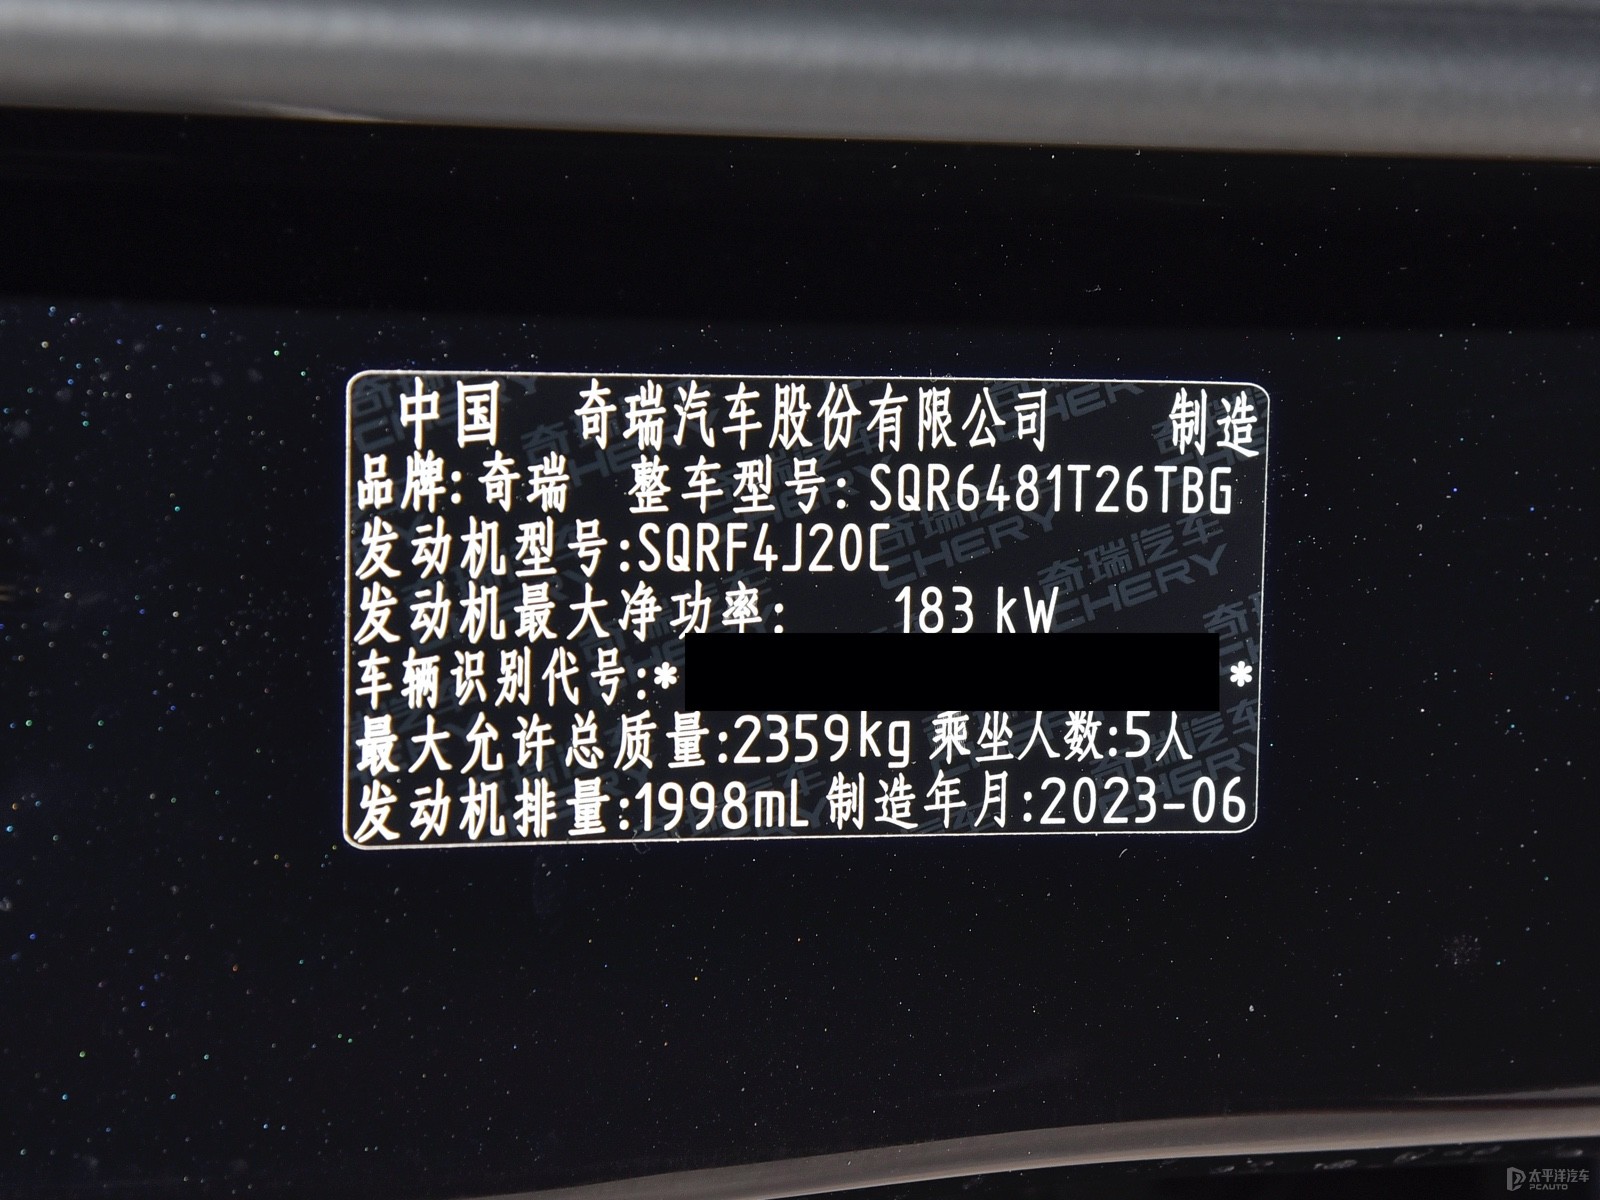 中国 奇瑞汽车股份有限公司 制造
品牌:奇瑞 整车型号:SQR6481T26TBG
发动机型号:SQRF4J20C
发动机最大净功率: 183 kW
车辆识别代号:* *
最大允许总质量:2359kg 乘坐人数:5人
发动机排量:1998mL 制造年月:2023-06
太平洋汽车
PCAUTO